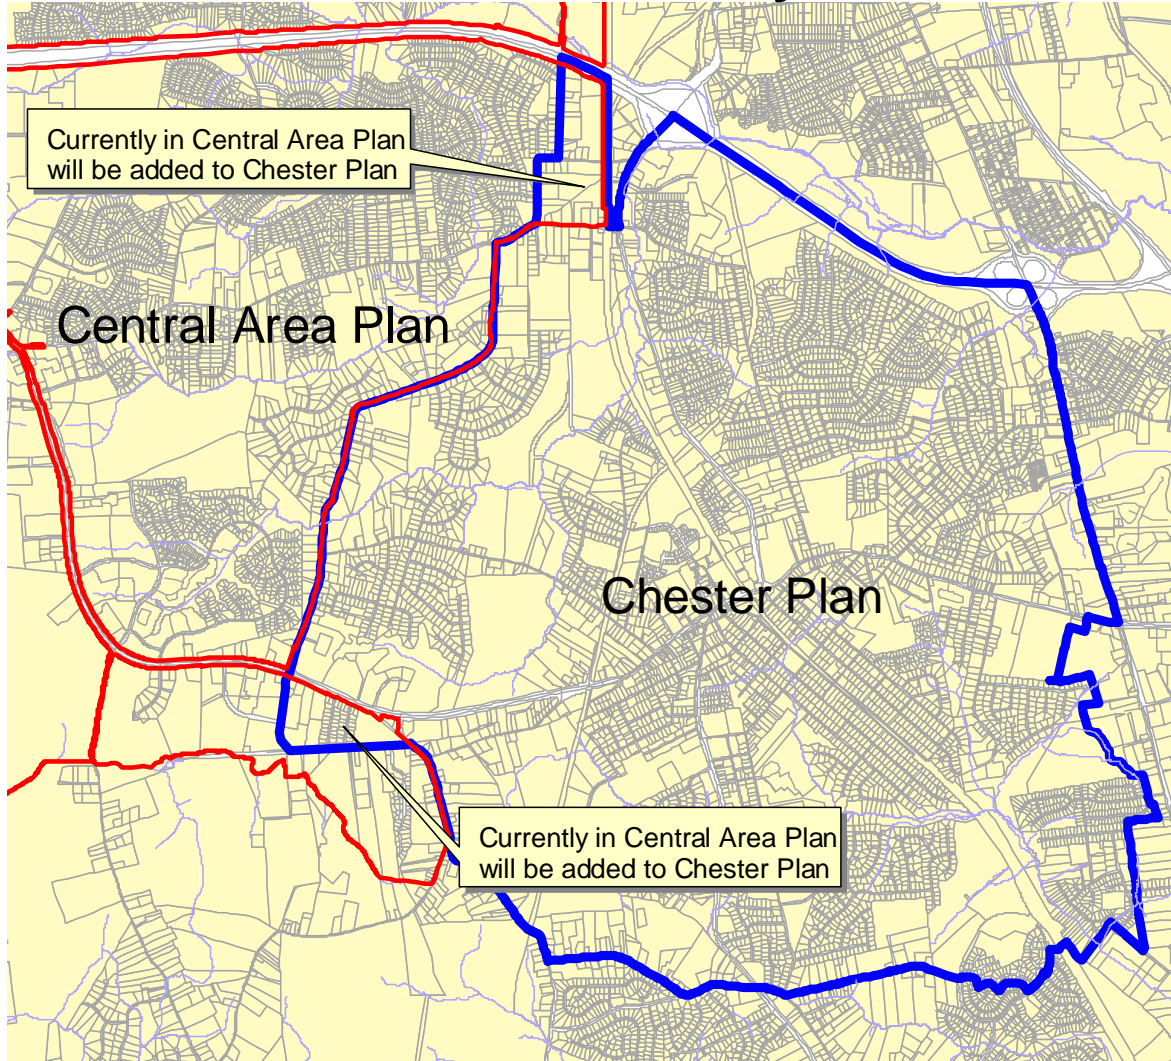 Currently in Central Area Plan
will be added to Chester Plan
Central Area Plan
Chester Plan
Currently in Central Area Plan
will be added to Chester Plan